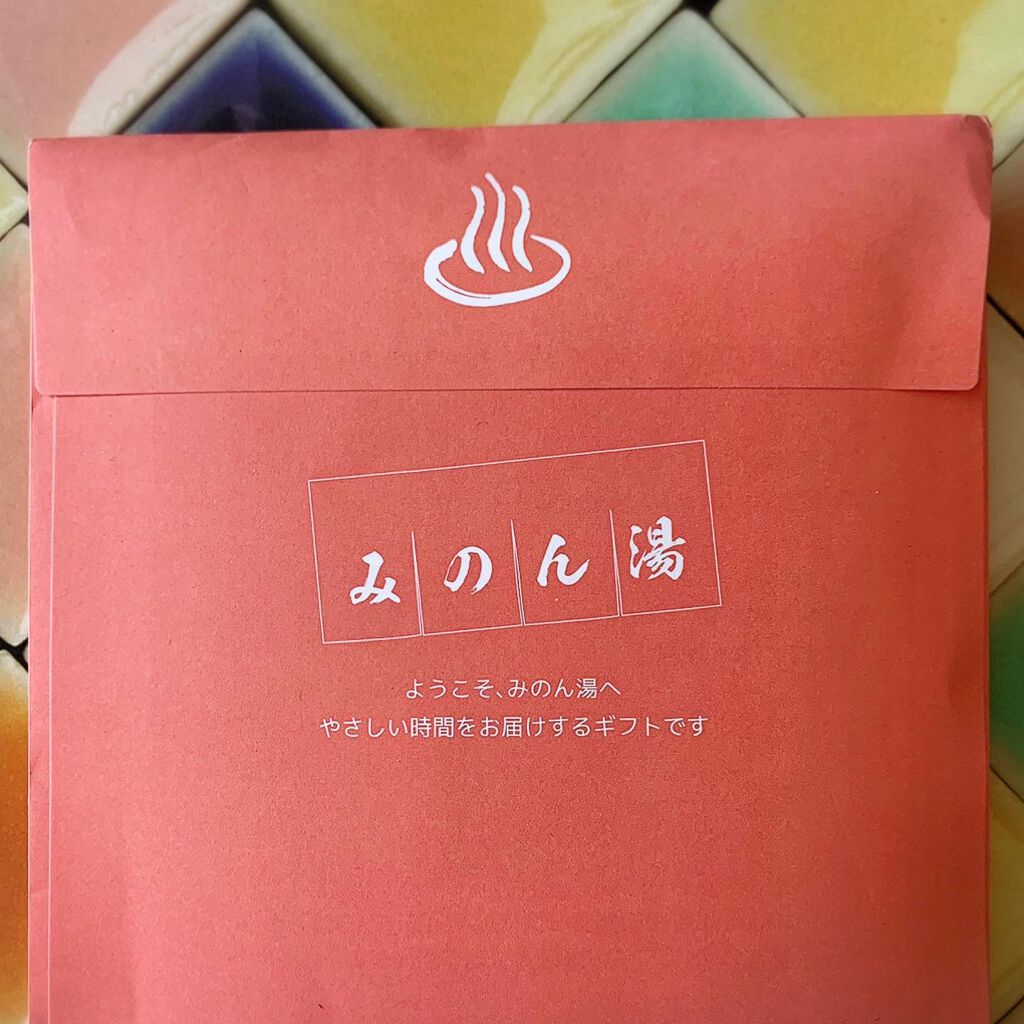 みのん湯
ようこそ、みのん湯へ
やさしい時間をお届けするギフトです